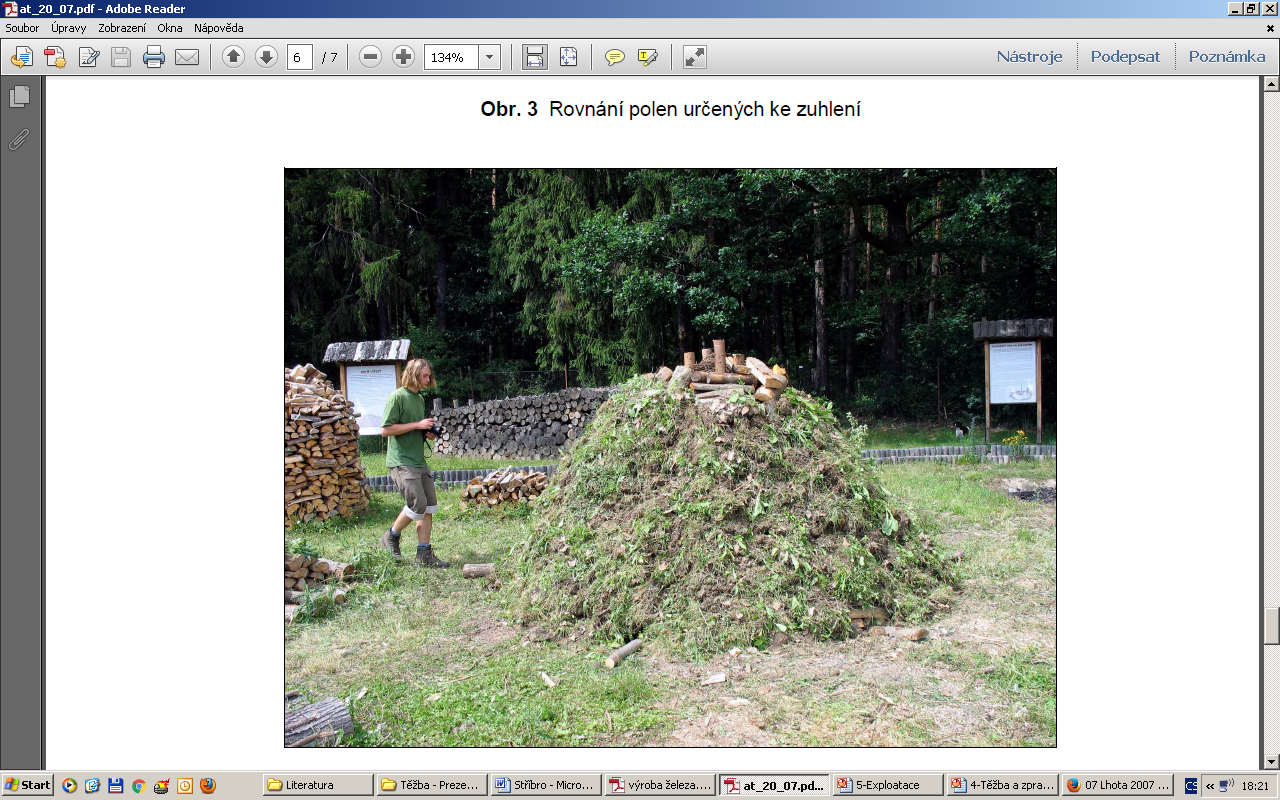 at_20_07.pdf - Adobe Reader
Soubor Úpravy Zobrazení Okna Nápověda
6 / 7 134% Nástroje Podepsat Poznámka
Obr. 3 Rovnání polen určených ke zuhlení
Start Literatura Těžba - Preze... Stříbro - Micro... výroba železa.... at_20_07.pd... 5-Exploatace 4-Těžba a zpra... 07 Lhota 2007 ... CS « 18:21